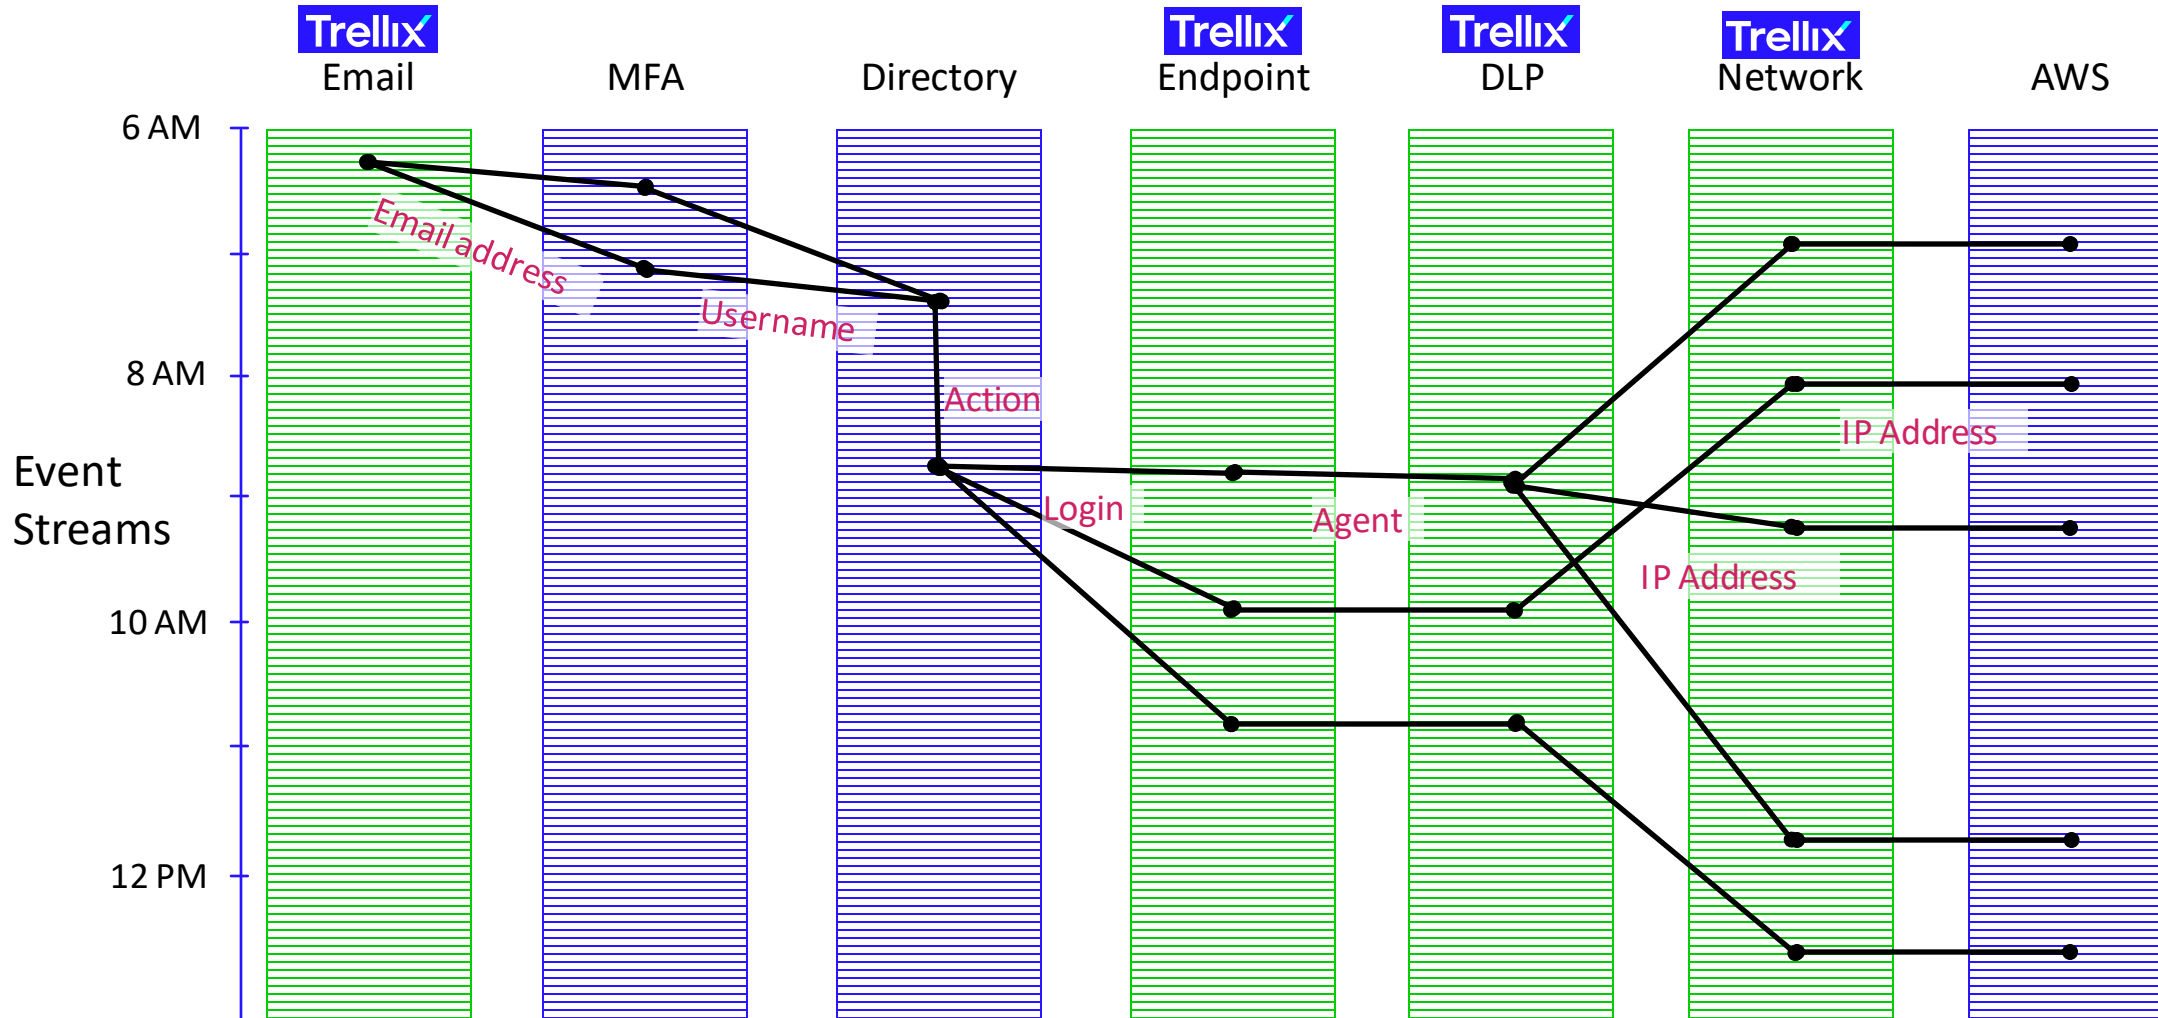 Trellix
Trellix
Trellix
Trellix
Email
MFA
Directory
Endpoint
DLP
Network
AWS
6 AM
Email address
Username
8 AM
Action
IP Address
Event
Streams
Login
Agent
IP Address
10 AM
12 PM